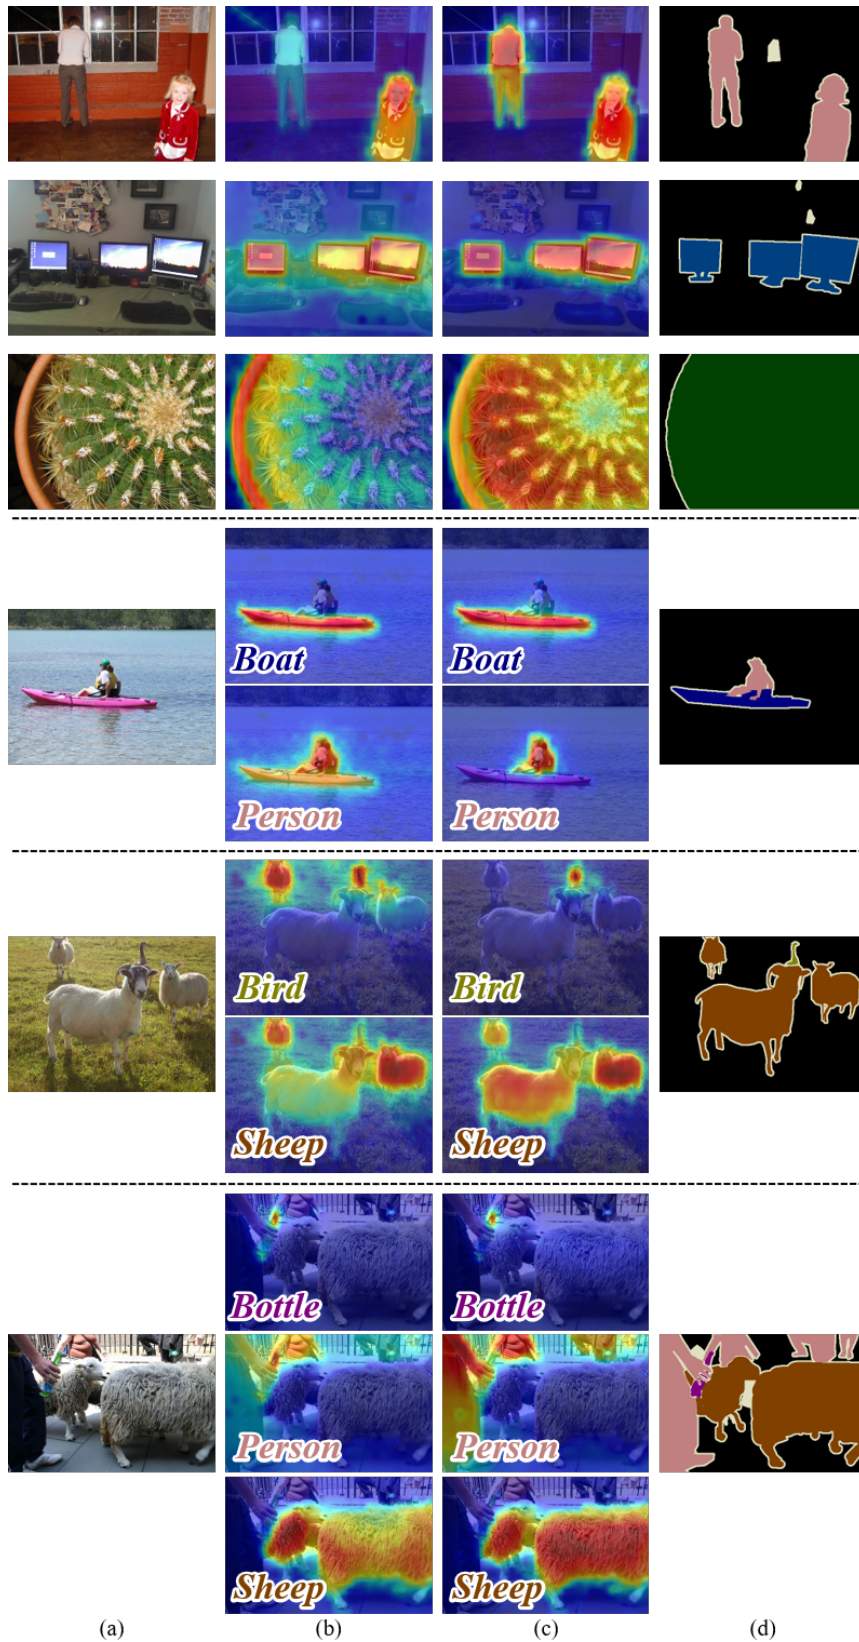 Boat
Boat
Person
Person
Bird
Bird
Sheep
Sheep
Bottle
Bottle
Person
Person
Sheep
Sheep
(a)
(b)
(c)
(d)